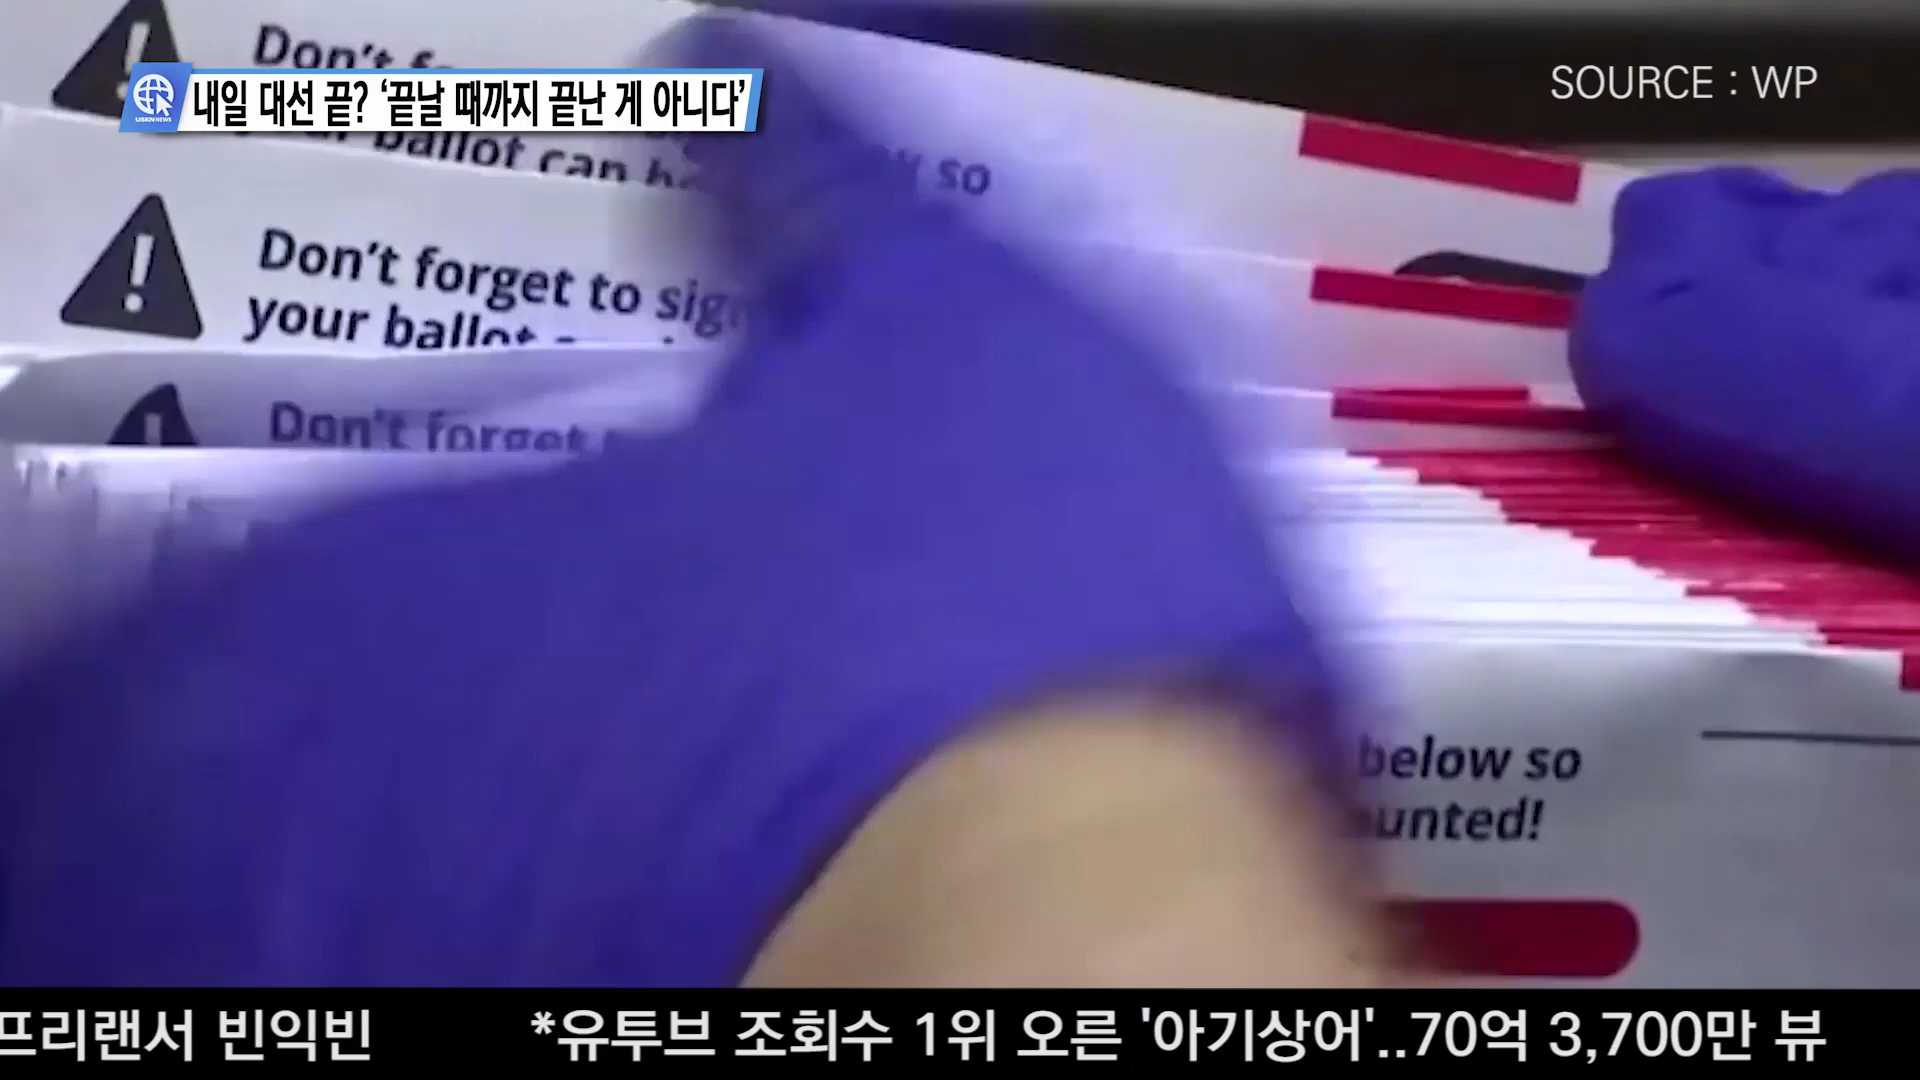 Don't
내일 대선 끝? ‘끝날 때까지 끝난 게 아니다’
USKN NEWS
SOURCE : WP
ballot can
so
Don't forget to
your ballot
Don't forget
below so
프리랜서 빈익빈
*유투브 조회수 1위 오른 '아기상어'..70억 3,700만 뷰